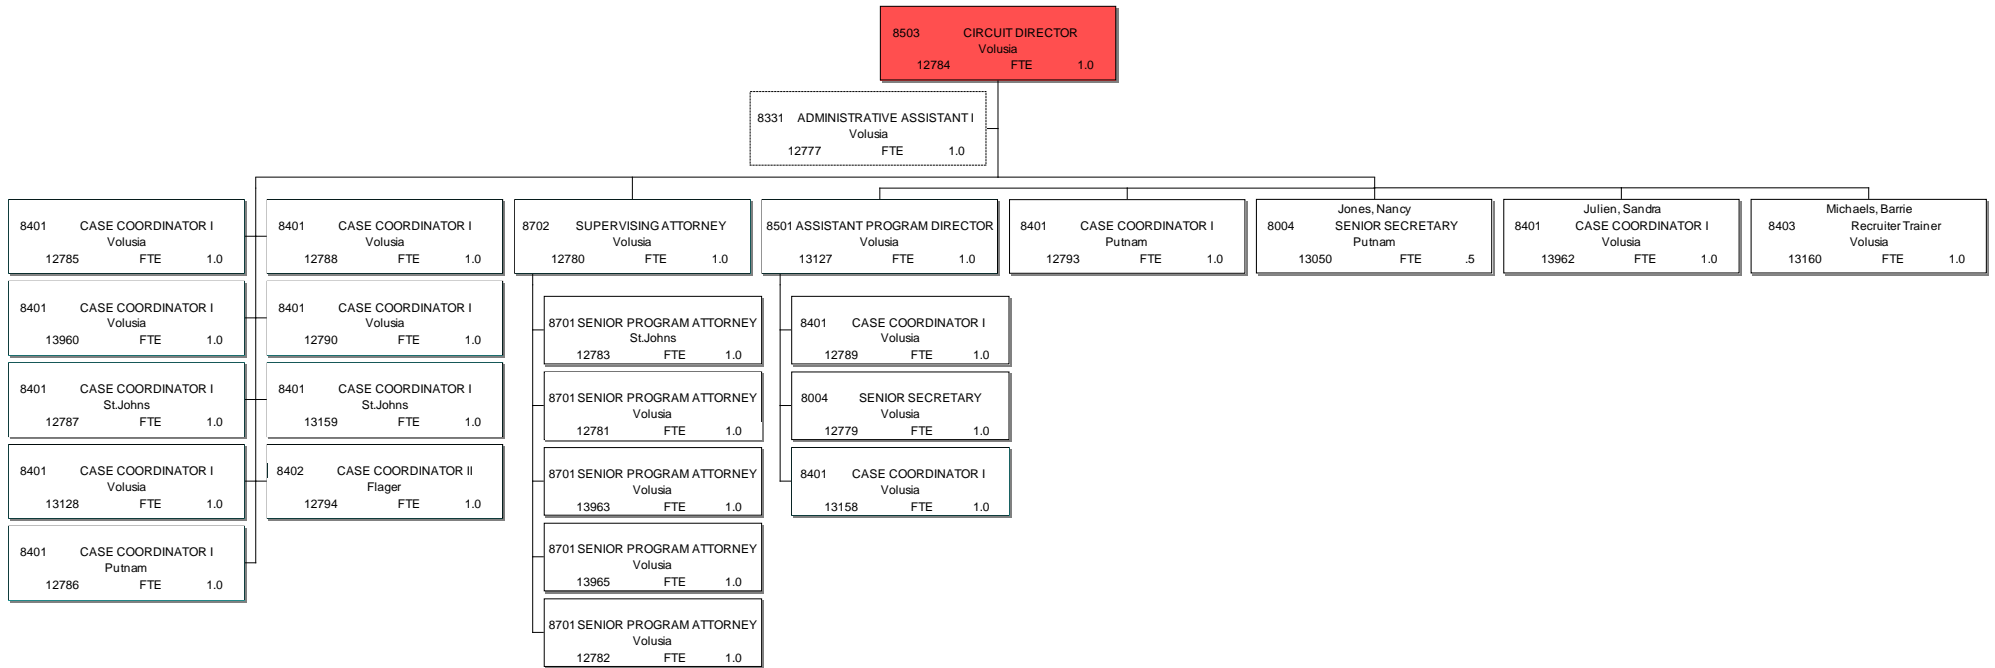 8503 CIRCUIT DIRECTOR
Volusia
12784 FTE 1.0
8331 ADMINISTRATIVE ASSISTANT I
Volusia
12777 FTE 1.0
8401 CASE COORDINATOR I
Volusia
12785 FTE 1.0
8401 CASE COORDINATOR I
Volusia
13960 FTE 1.0
8401 CASE COORDINATOR I
St.Johns
12787 FTE 1.0
8401 CASE COORDINATOR I
Volusia
13128 FTE 1.0
8401 CASE COORDINATOR I
Putnam
12786 FTE 1.0
8401 CASE COORDINATOR I
Volusia
12788 FTE 1.0
8401 CASE COORDINATOR I
Volusia
12790 FTE 1.0
8401 CASE COORDINATOR I
St.Johns
13159 FTE 1.0
8402 CASE COORDINATOR II
Flager
12794 FTE 1.0
8702 SUPERVISING ATTORNEY
Volusia
12780 FTE 1.0
8701 SENIOR PROGRAM ATTORNEY
St.Johns
12783 FTE 1.0
8701 SENIOR PROGRAM ATTORNEY
Volusia
12781 FTE 1.0
8701 SENIOR PROGRAM ATTORNEY
Volusia
13963 FTE 1.0
8701 SENIOR PROGRAM ATTORNEY
Volusia
13965 FTE 1.0
8701 SENIOR PROGRAM ATTORNEY
Volusia
12782 FTE 1.0
8501 ASSISTANT PROGRAM DIRECTOR
Volusia
13127 FTE 1.0
8401 CASE COORDINATOR I
Volusia
12789 FTE 1.0
8004 SENIOR SECRETARY
Volusia
12779 FTE 1.0
8401 CASE COORDINATOR I
Volusia
13158 FTE 1.0
8401 CASE COORDINATOR I
Putnam
12793 FTE 1.0
Jones, Nancy
8004 SENIOR SECRETARY
Putnam
13050 FTE .5
Julien, Sandra
8401 CASE COORDINATOR I
Volusia
13962 FTE 1.0
Michaels, Barrie
8403 Recruiter Trainer
Volusia
13160 FTE 1.0